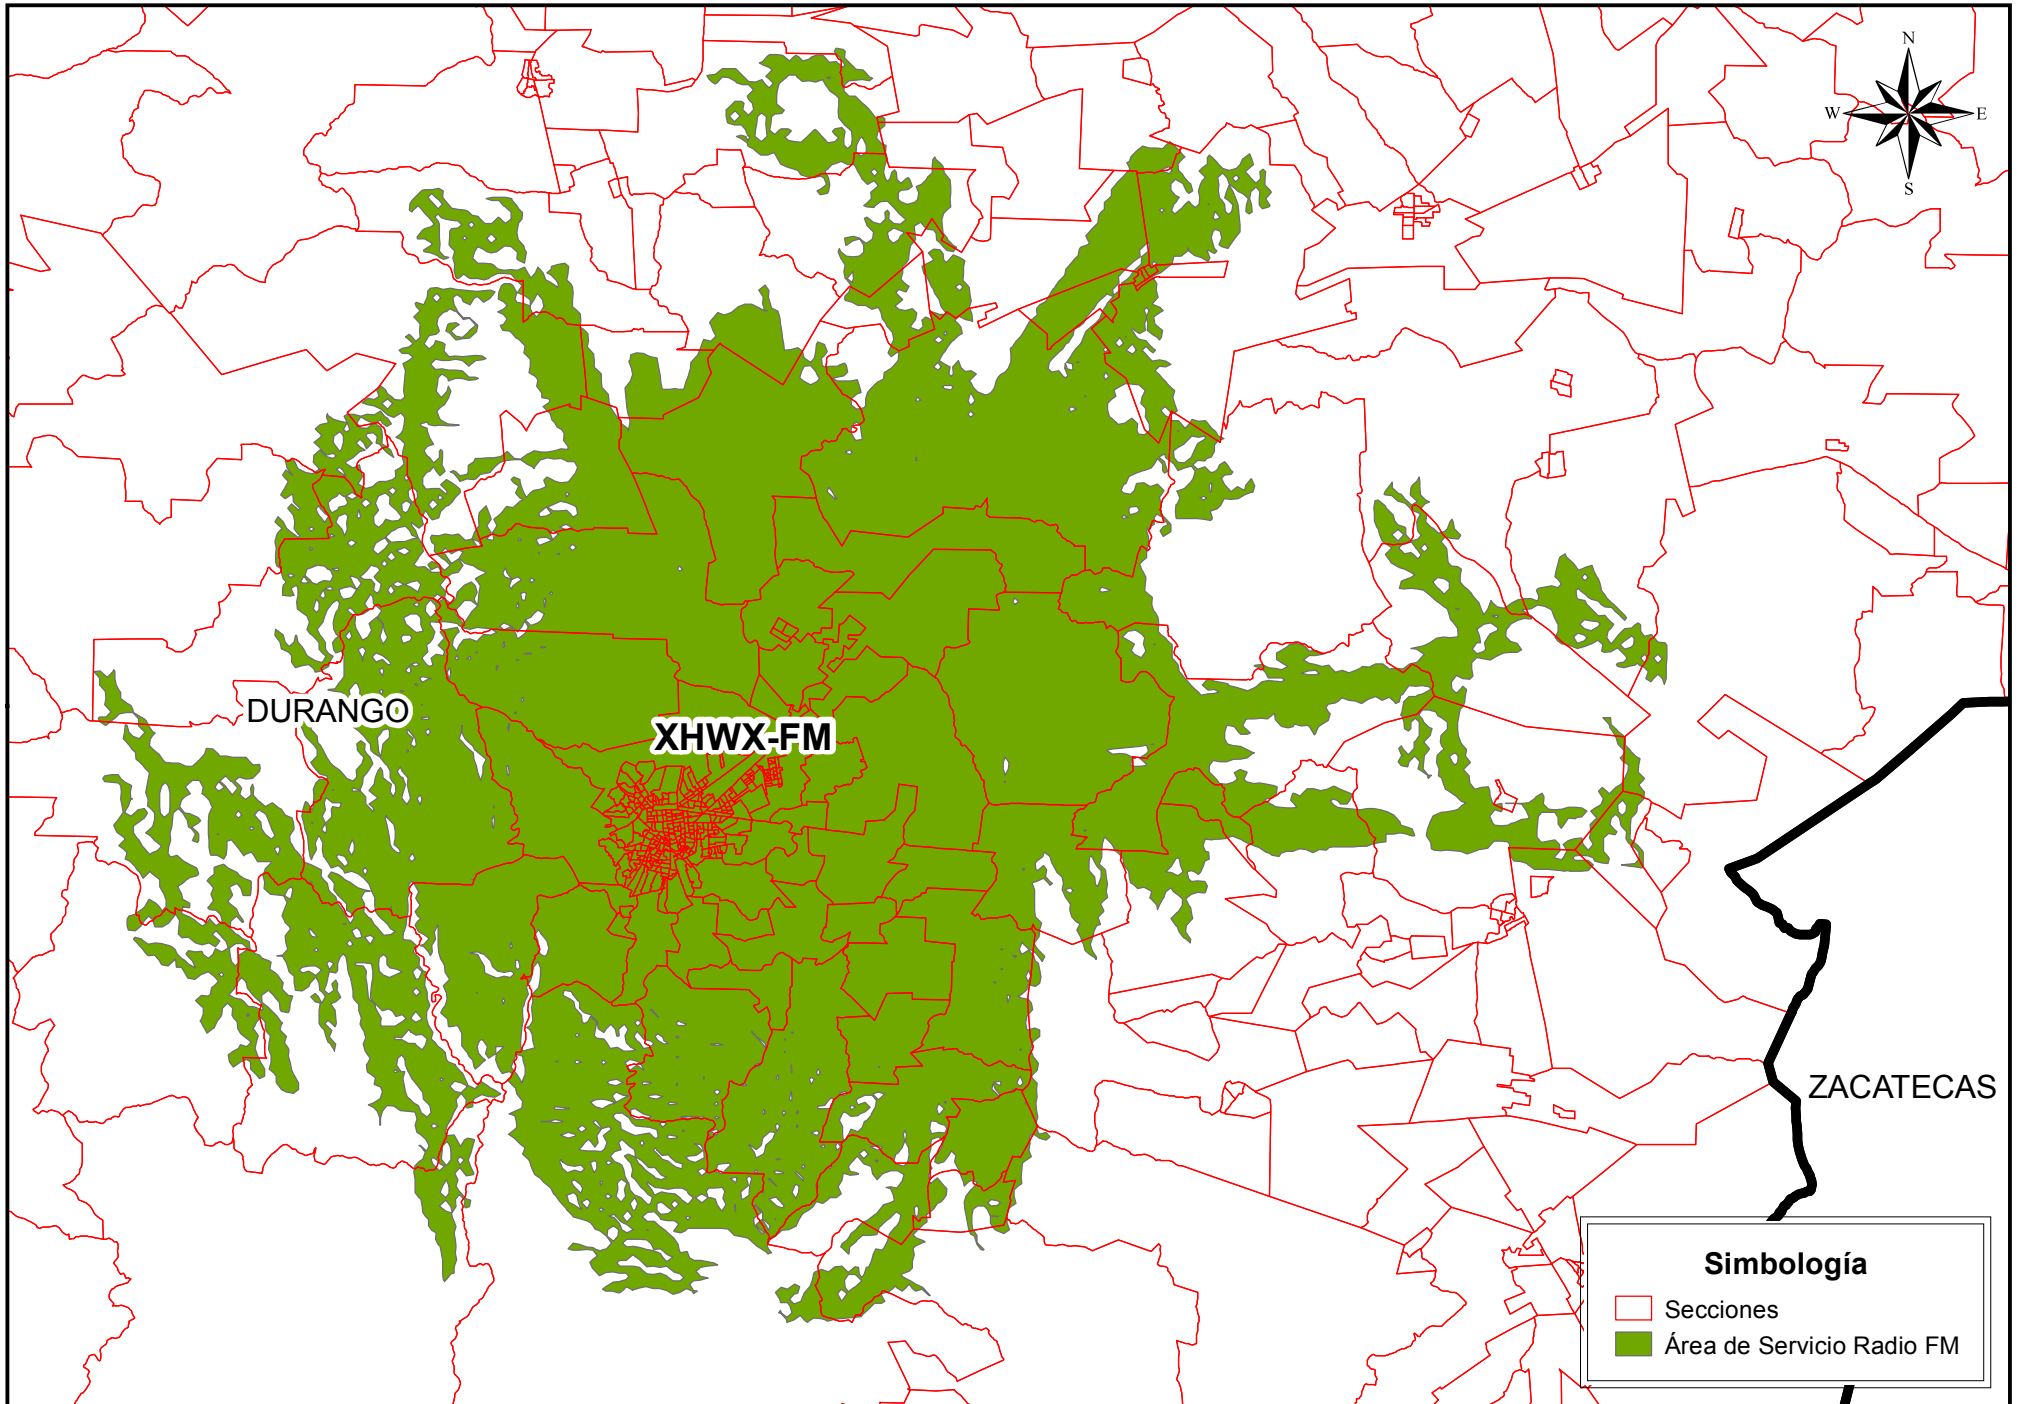 N
W E
S
DURANGO
XHWX-FM
ZACATECAS
Simbología
Secciones
Área de Servicio Radio FM